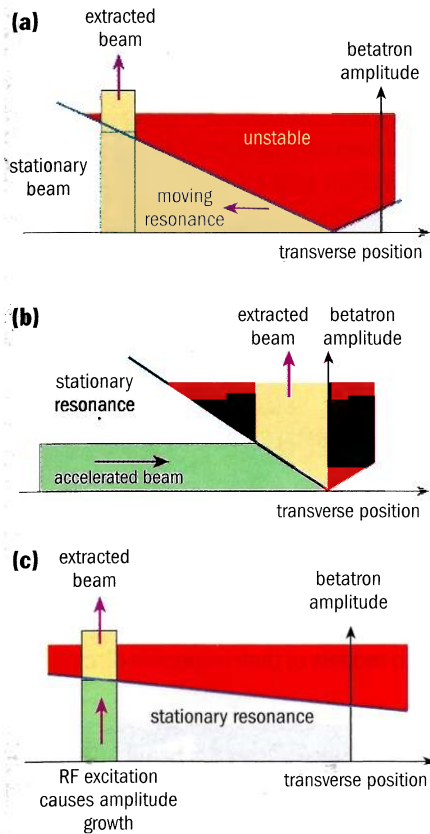 (a)
extracted
beam
betatron
amplitude
unstable
stationary
beam
moving
resonance
transverse position
(b)
extracted
beam
betatron
amplitude
stationary
resonance
accelerated beam
transverse position
(c)
extracted
beam
betatron
amplitude
stationary resonance
RF excitation
causes amplitude
growth
transverse position